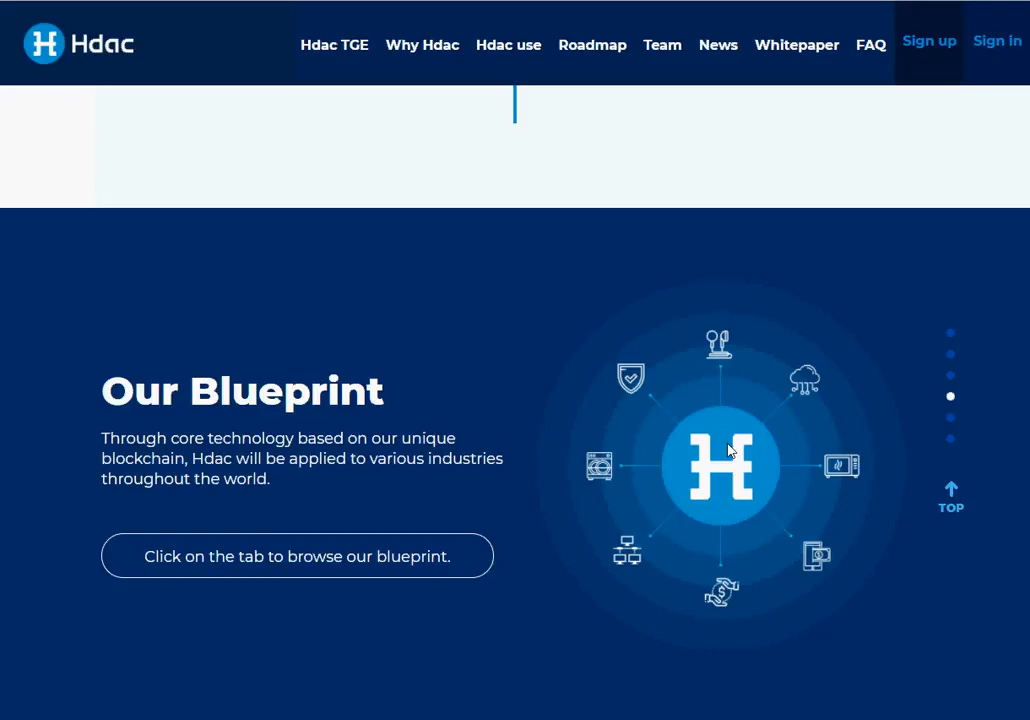 Hdac
Hdac TGE
Why Hdac
Hdac use
Roadmap
Team
News
Whitepaper
FAQ
Sign up
Sign in
Our Blueprint
Through core technology based on our unique
blockchain, Hdac will be applied to various industries
throughout the world.
Click on the tab to browse our blueprint.
TOP